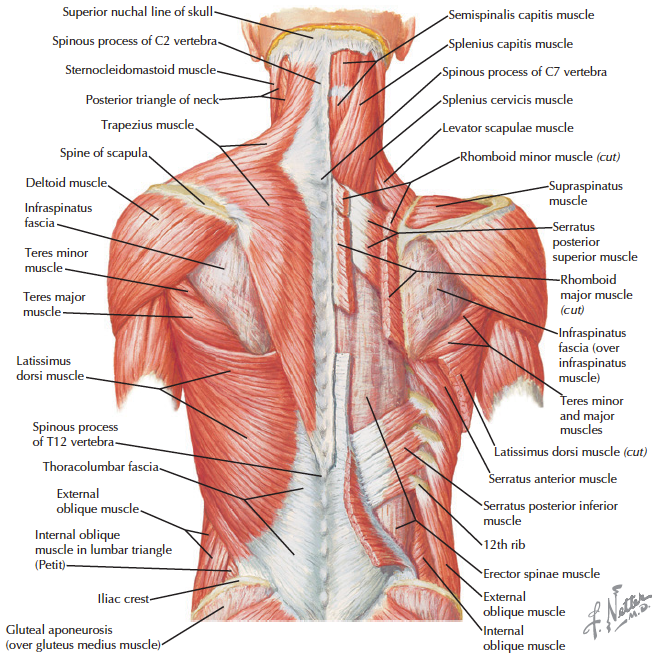 Superior nuchal line of skull
Spinous process of C2 vertebra
Sternocleidomastoid muscle
Posterior triangle of neck
Trapezius muscle
Spine of scapula
Deltoid muscle
Infraspinatus
fascia
Teres minor
muscle
Teres major
muscle
Latissimus
dorsi muscle
Spinous process
of T12 vertebra
Thoracolumbar fascia
External
oblique muscle
Internal oblique
muscle in lumbar triangle
(Petit)
Iliac crest
Gluteal aponeurosis
(over gluteus medius muscle)
Semispinalis capitis muscle
Splenius capitis muscle
Spinous process of C7 vertebra
Splenius cervicis muscle
Levator scapulae muscle
Rhomboid minor muscle (cut)
Supraspinatus
muscle
Serratus
posterior
superior muscle
Rhomboid
major muscle
(cut)
Infraspinatus
fascia (over
infraspinatus
muscle)
Teres minor
and major
muscles
Latissimus dorsi muscle (cut)
Serratus anterior muscle
Serratus posterior inferior
muscle
12th rib
Erector spinae muscle
External
oblique muscle
Internal
oblique muscle
F. Netter
M.D.